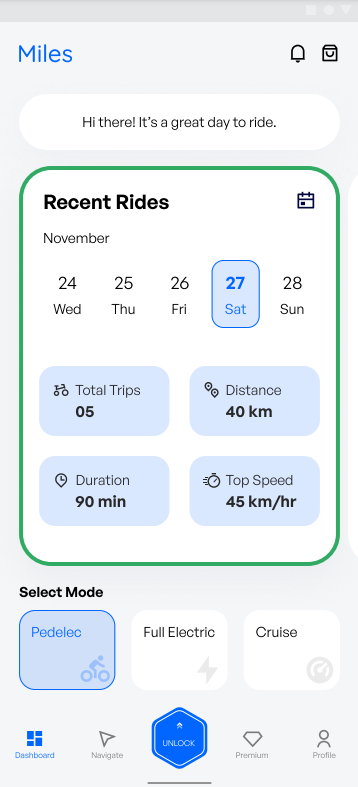 Miles
Hi there! It's a great day to ride.
Recent Rides
November
24 25 26 27 28
Wed Thu Fri Sat Sun
Total Trips
05
Distance
40 km
Duration
90 min
Top Speed
45 km/hr
Select Mode
Pedelec
Full Electric
Cruise
UNLOCK
Dashboard Navigate Premium Profile